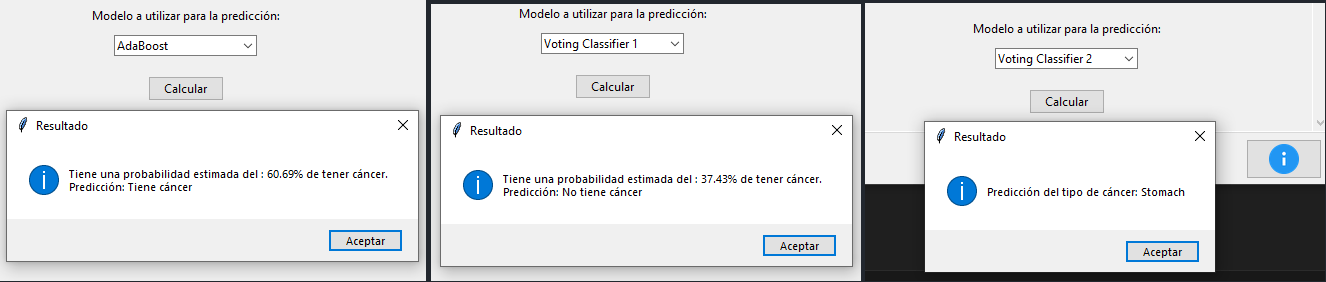 Modelo a utilizar para la predicción:
AdaBoost
Calcular
Resultado
Tiene una probabilidad estimada del : 60.69% de tener cáncer.
Predicción: Tiene cáncer
Aceptar
Modelo a utilizar para la predicción:
Voting Classifier 1
Calcular
Resultado
Tiene una probabilidad estimada del : 37.43% de tener cáncer.
Predicción: No tiene cáncer
Aceptar
Modelo a utilizar para la predicción:
Voting Classifier 2
Calcular
Resultado
Predicción del tipo de cáncer: Stomach
Aceptar